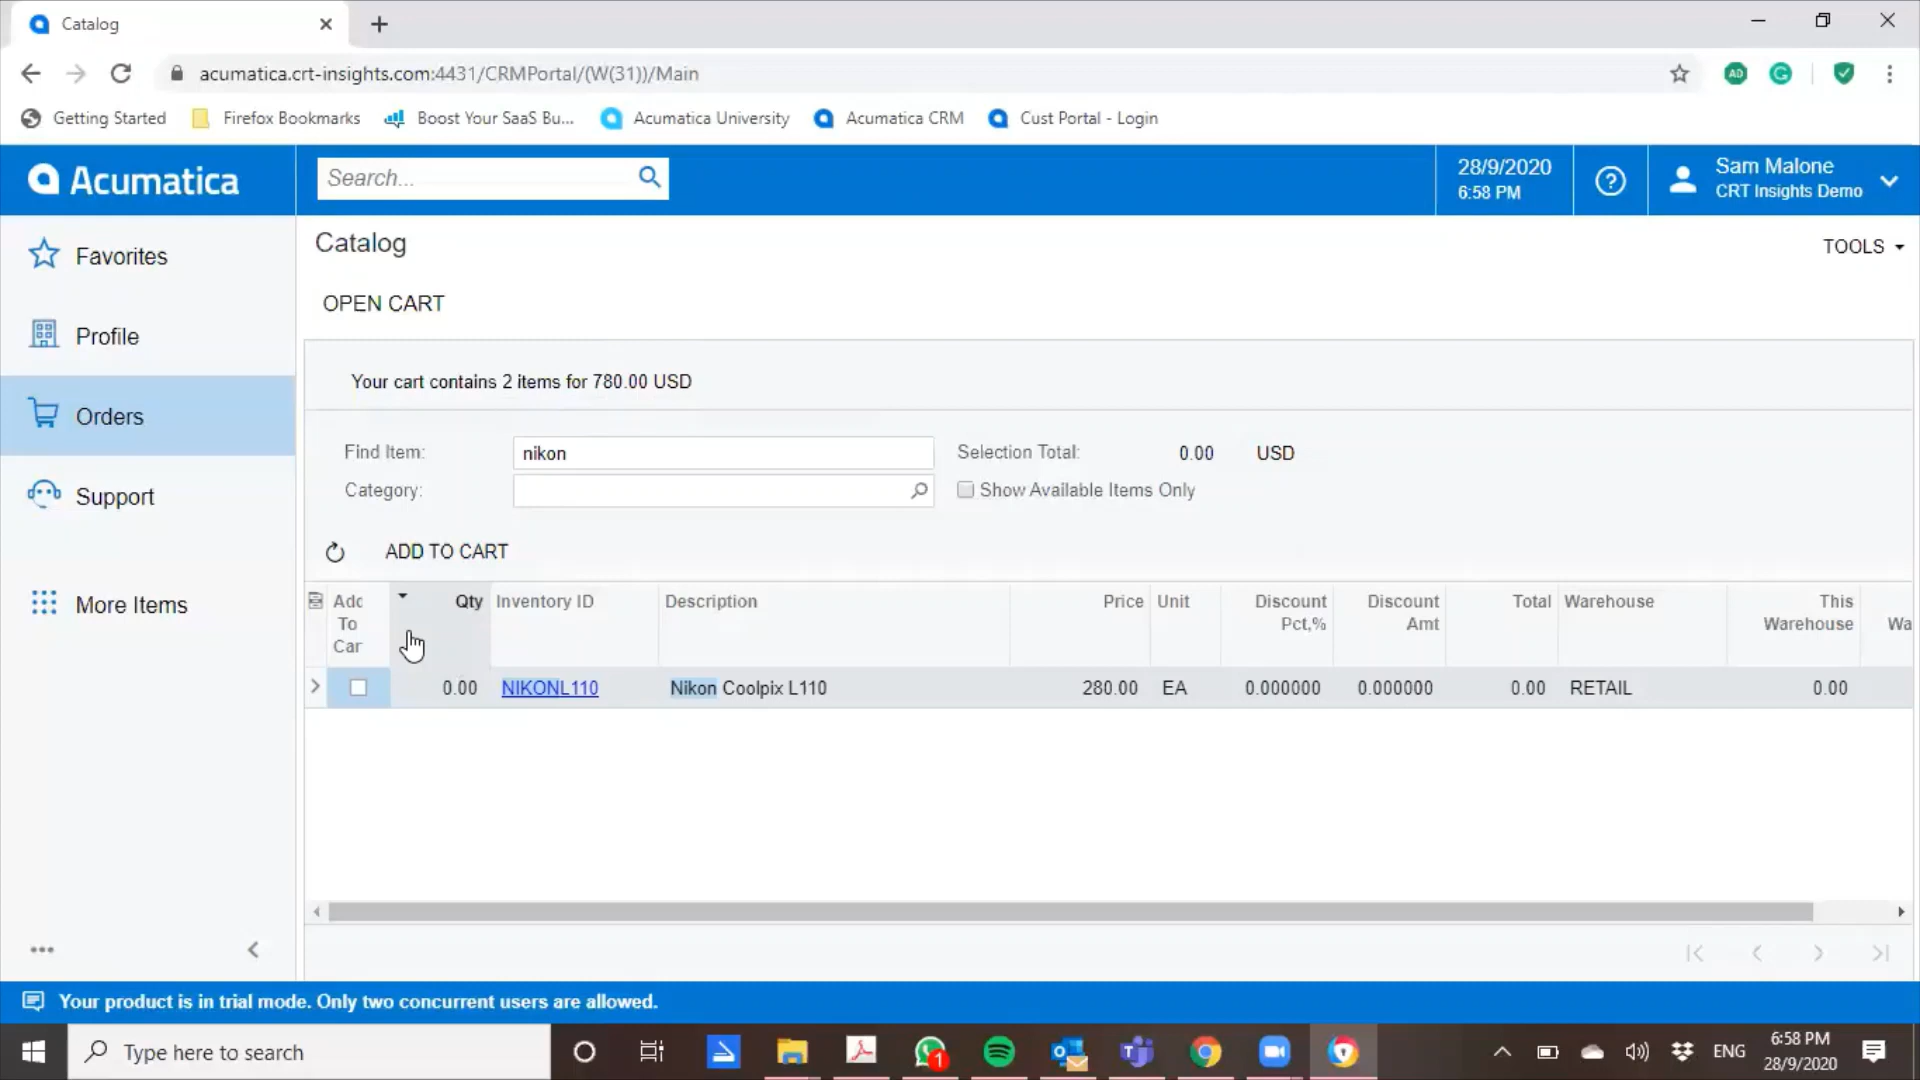 Catalog
acumatica.crt-insights.com:4431/CRMPortal/(W(31))/Main
AD
G
Getting Started
Firefox Bookmarks
Boost Your SaaS Bu...
Acumatica University
Acumatica CRM
Cust Portal - Login
Acumatica
Search...
28/9/2020
6:58 PM
?
Sam Malone
CRT Insights Demo
Favorites
Profile
Orders
Support
More Items
Catalog
TOOLS
OPEN CART
Your cart contains 2 items for 780.00 USD
Find Item:
nikon
Selection Total:
0.00
USD
Category:
Show Available Items Only
ADD TO CART
Add To Car
Qty
Inventory ID
Description
Price
Unit
Discount Pct,%
Discount Amt
Total
Warehouse
This Warehouse
Wa
0.00
NIKONL110
Nikon Coolpix L110
280.00
EA
0.000000
0.000000
0.00
RETAIL
0.00
Your product is in trial mode. Only two concurrent users are allowed.
Type here to search
1
ENG
6:58 PM
28/9/2020